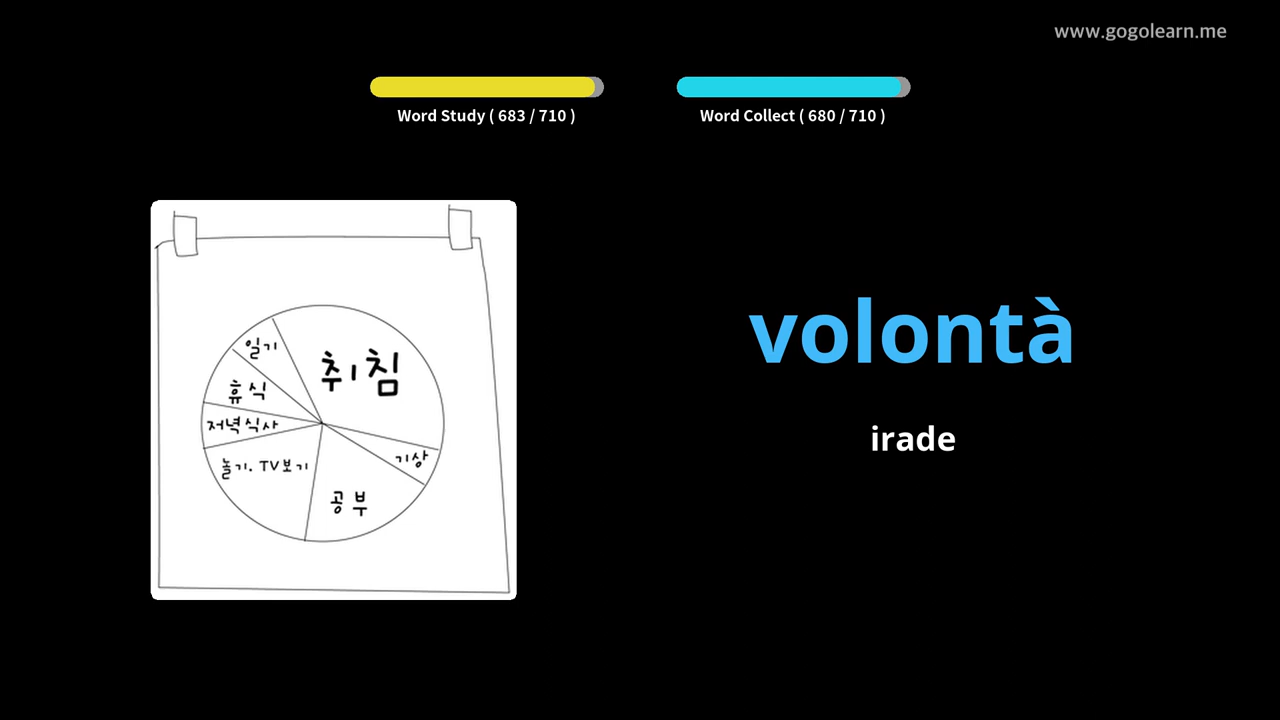 www.gogolearn.me
Word Study ( 683 / 710 )
Word Collect ( 680 / 710 )
일기
취침
휴식
저녁식사
기상
놀기. TV보기
공부
volontà
irade